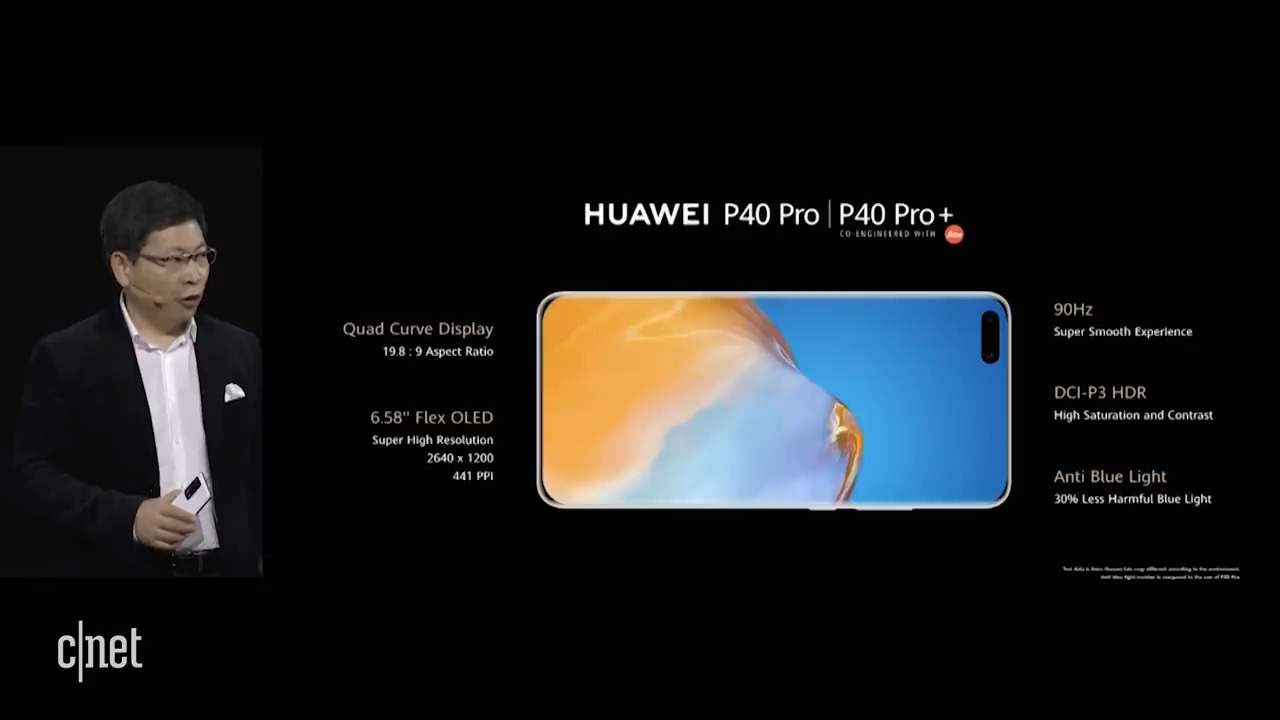 HUAWEI P40 Pro | P40 Pro+
CO-ENGINEERED WITH
Quad Curve Display
19.8 : 9 Aspect Ratio
6.58" Flex OLED
Super High Resolution
2640 x 1200
441 PPI
90Hz
Super Smooth Experience
DCI-P3 HDR
High Saturation and Contrast
Anti Blue Light
30% Less Harmful Blue Light
c|net